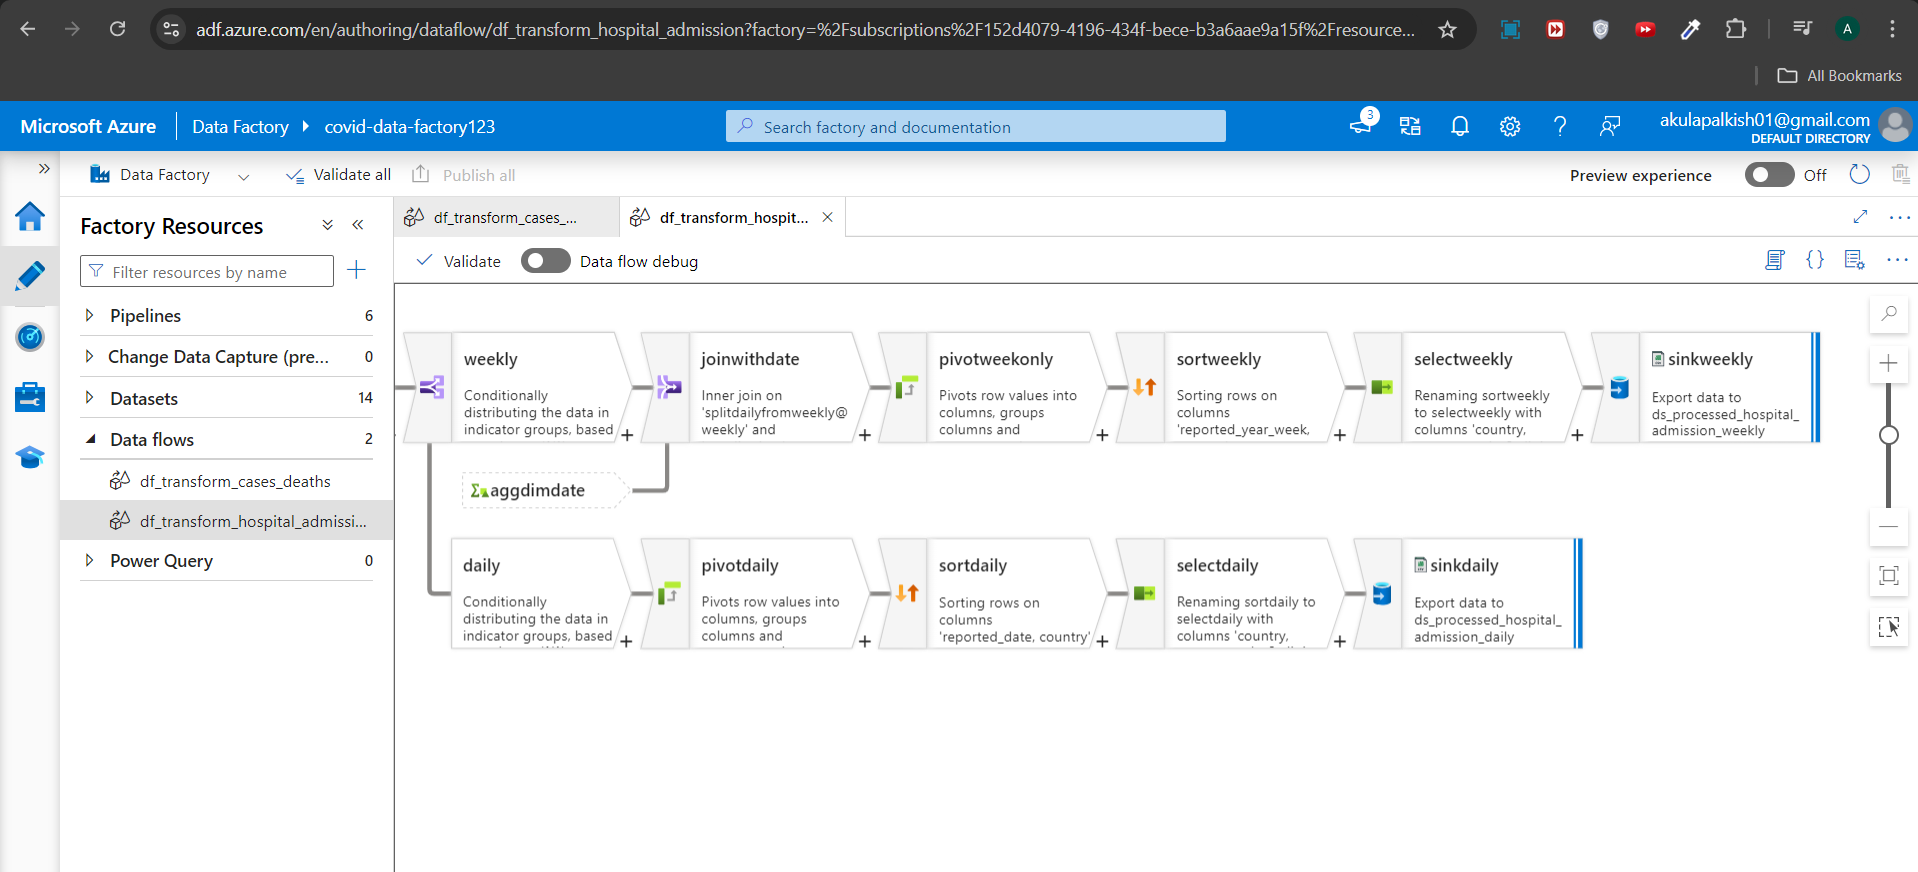 adf.azure.com/en/authoring/dataflow/df_transform_hospital_admission?factory=%2Fsubscriptions%2F152d4079-4196-434f-bece-b3a6aae9a15f%2Fresource...
A
All Bookmarks
Microsoft Azure
Data Factory
covid-data-factory123
Search factory and documentation
3
akulapalkish01@gmail.com
DEFAULT DIRECTORY
Data Factory
Validate all
Publish all
Preview experience
Off
Factory Resources
Filter resources by name
Pipelines 6
Change Data Capture (pre... 0
Datasets 14
Data flows 2
df_transform_cases_deaths
df_transform_hospital_admissi...
Power Query 0
df_transform_cases_...
df_transform_hospit...
Validate
Data flow debug
weekly
Conditionally
distributing the data in
indicator groups, based
joinwithdate
Inner join on
'splitdailyfromweekly@
weekly' and
pivotweekonly
Pivots row values into
columns, groups
columns and
sortweekly
Sorting rows on
columns
'reported_year_week,
selectweekly
Renaming sortweekly
to selectweekly with
columns 'country,
sinkweekly
Export data to
ds_processed_hospital_
admission_weekly
aggdimdate
daily
Conditionally
distributing the data in
indicator groups, based
pivotdaily
Pivots row values into
columns, groups
columns and
sortdaily
Sorting rows on
columns
'reported_date, country'
selectdaily
Renaming sortdaily to
selectdaily with
columns 'country,
sinkdaily
Export data to
ds_processed_hospital_
admission_daily